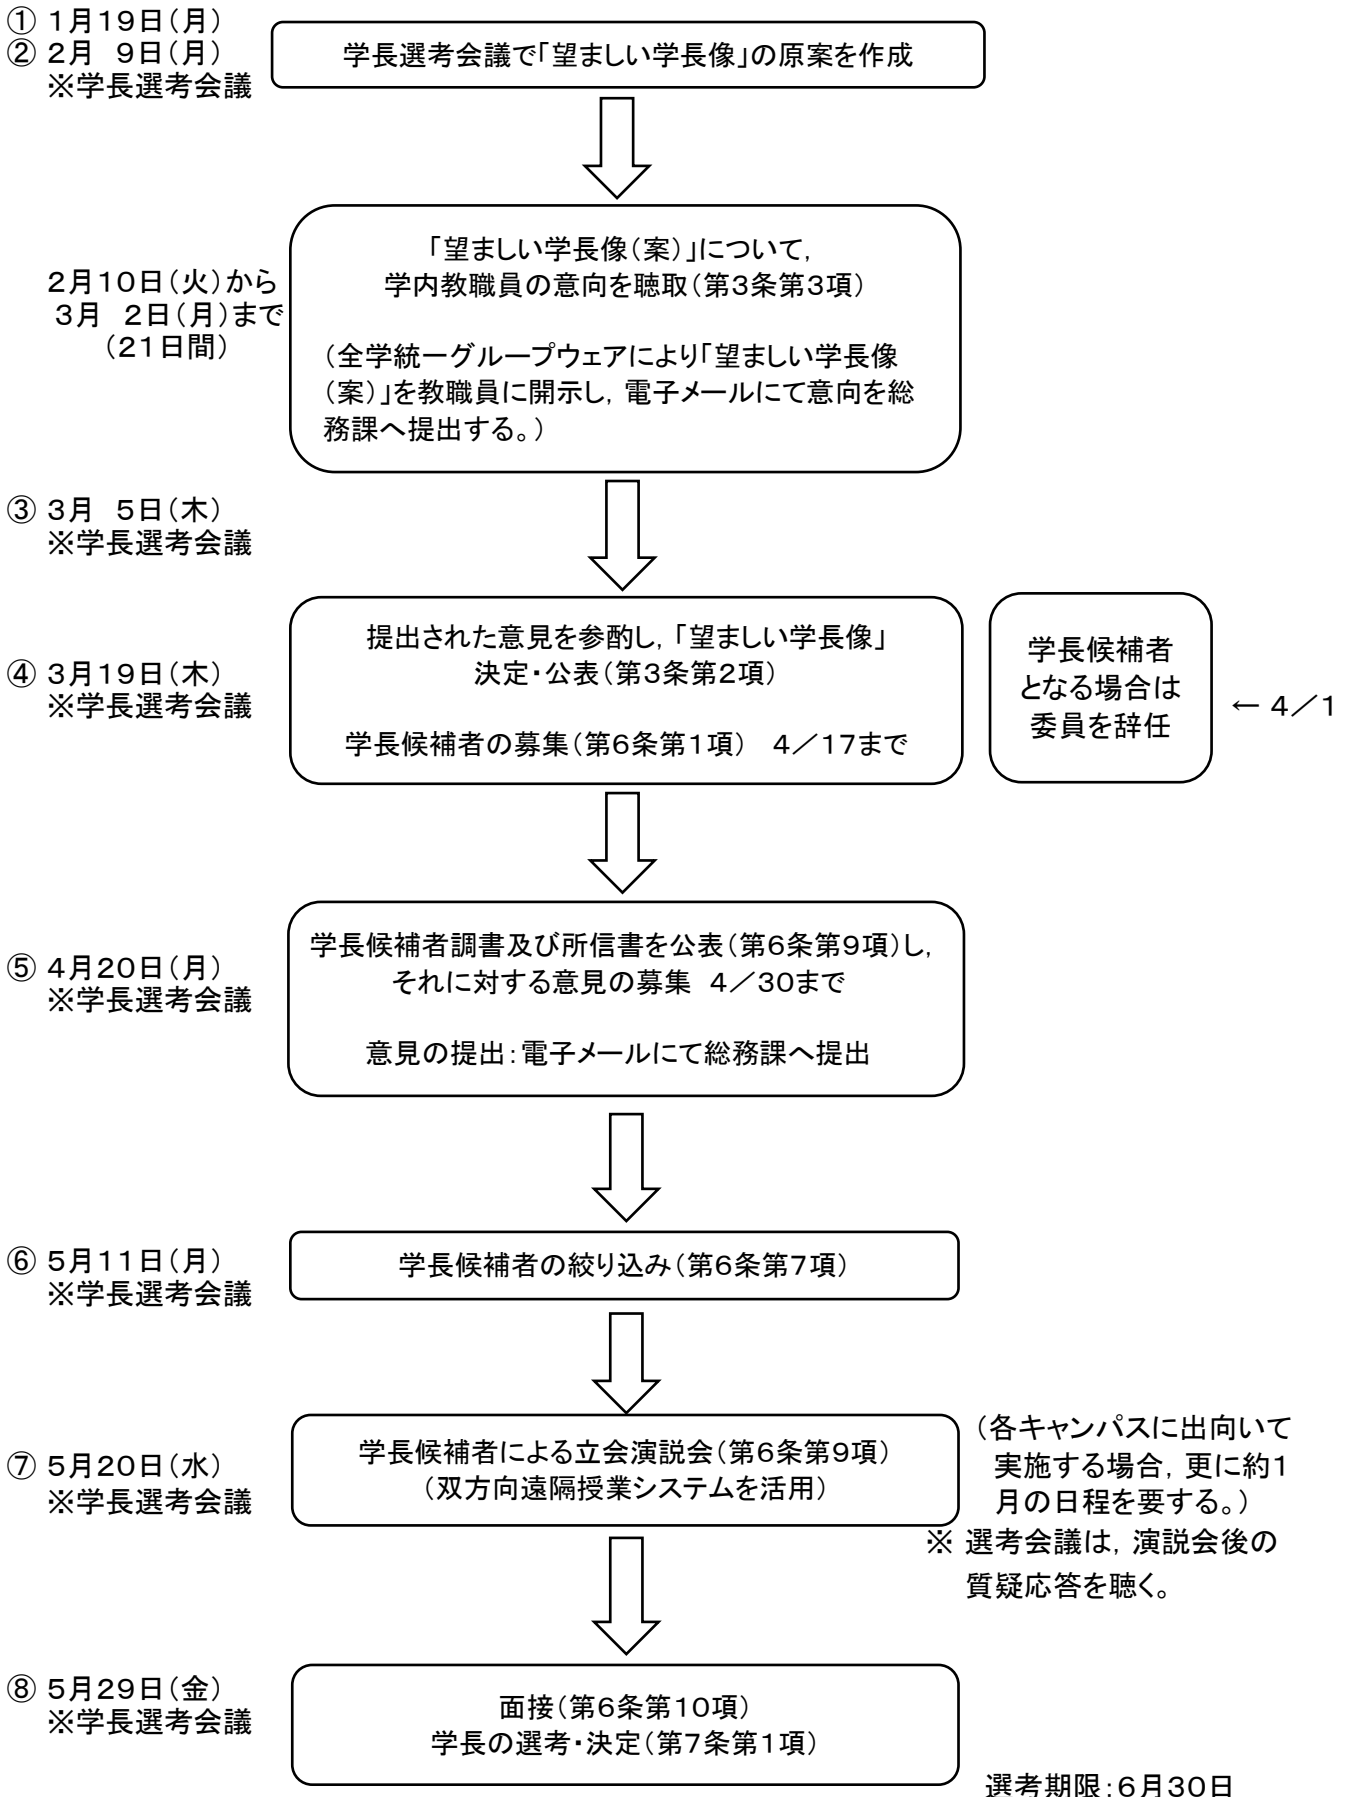 ① 1月19日（月）
② 2月　9日（月）
※学長選考会議
学長選考会議で「望ましい学長像」の原案を作成
2月10日（火）から
3月　2日（月）まで
（21日間）
「望ましい学長像（案）」について，
学内教職員の意向を聴取（第3条第3項）
（全学統一グループウェアにより「望ましい学長像
（案）」を教職員に開示し，電子メールにて意向を総
務課へ提出する。）
③ 3月　5日（木）
※学長選考会議
④ 3月19日（木）
※学長選考会議
提出された意見を参酌し，「望ましい学長像」
決定・公表（第3条第2項）
学長候補者の募集（第6条第1項）　4／17まで
学長候補者
となる場合は
委員を辞任
← 4／1
⑤ 4月20日（月）
※学長選考会議
学長候補者調書及び所信書を公表（第6条第9項）し，
それに対する意見の募集　4／30まで
意見の提出：電子メールにて総務課へ提出
⑥ 5月11日（月）
※学長選考会議
学長候補者の絞り込み（第6条第7項）
⑦ 5月20日（水）
※学長選考会議
学長候補者による立会演説会（第6条第9項）
（双方向遠隔授業システムを活用）
（各キャンパスに出向いて
実施する場合，更に約1
月の日程を要する。）
※ 選考会議は，演説会後の
質疑応答を聴く。
⑧ 5月29日（金）
※学長選考会議
面接（第6条第10項）
学長の選考・決定（第7条第1項）
選考期限：6月30日